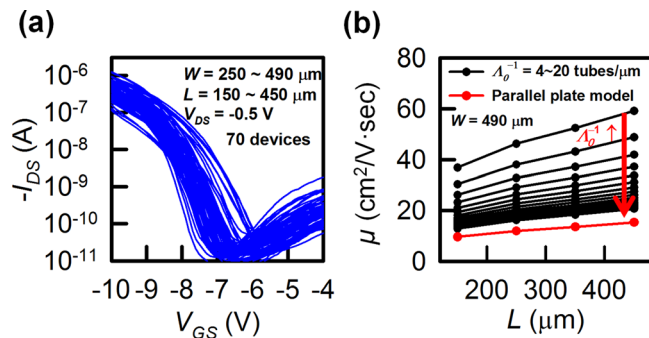 (a)
10⁻⁶
10⁻⁷
10⁻⁸
10⁻⁹
10⁻¹⁰
10⁻¹¹
-I_DS (A)
W = 250 ~ 490 μm
L = 150 ~ 450 μm
V_DS = -0.5 V
70 devices
-10 -9 -8 -7 -6 -5 -4
V_GS (V)
(b)
80
60
40
20
0
μ (cm²/V·sec)
Λ₀⁻¹ = 4~20 tubes/μm
Parallel plate model
W = 490 μm
Λ₀⁻¹ ↑
200 300 400
L (μm)